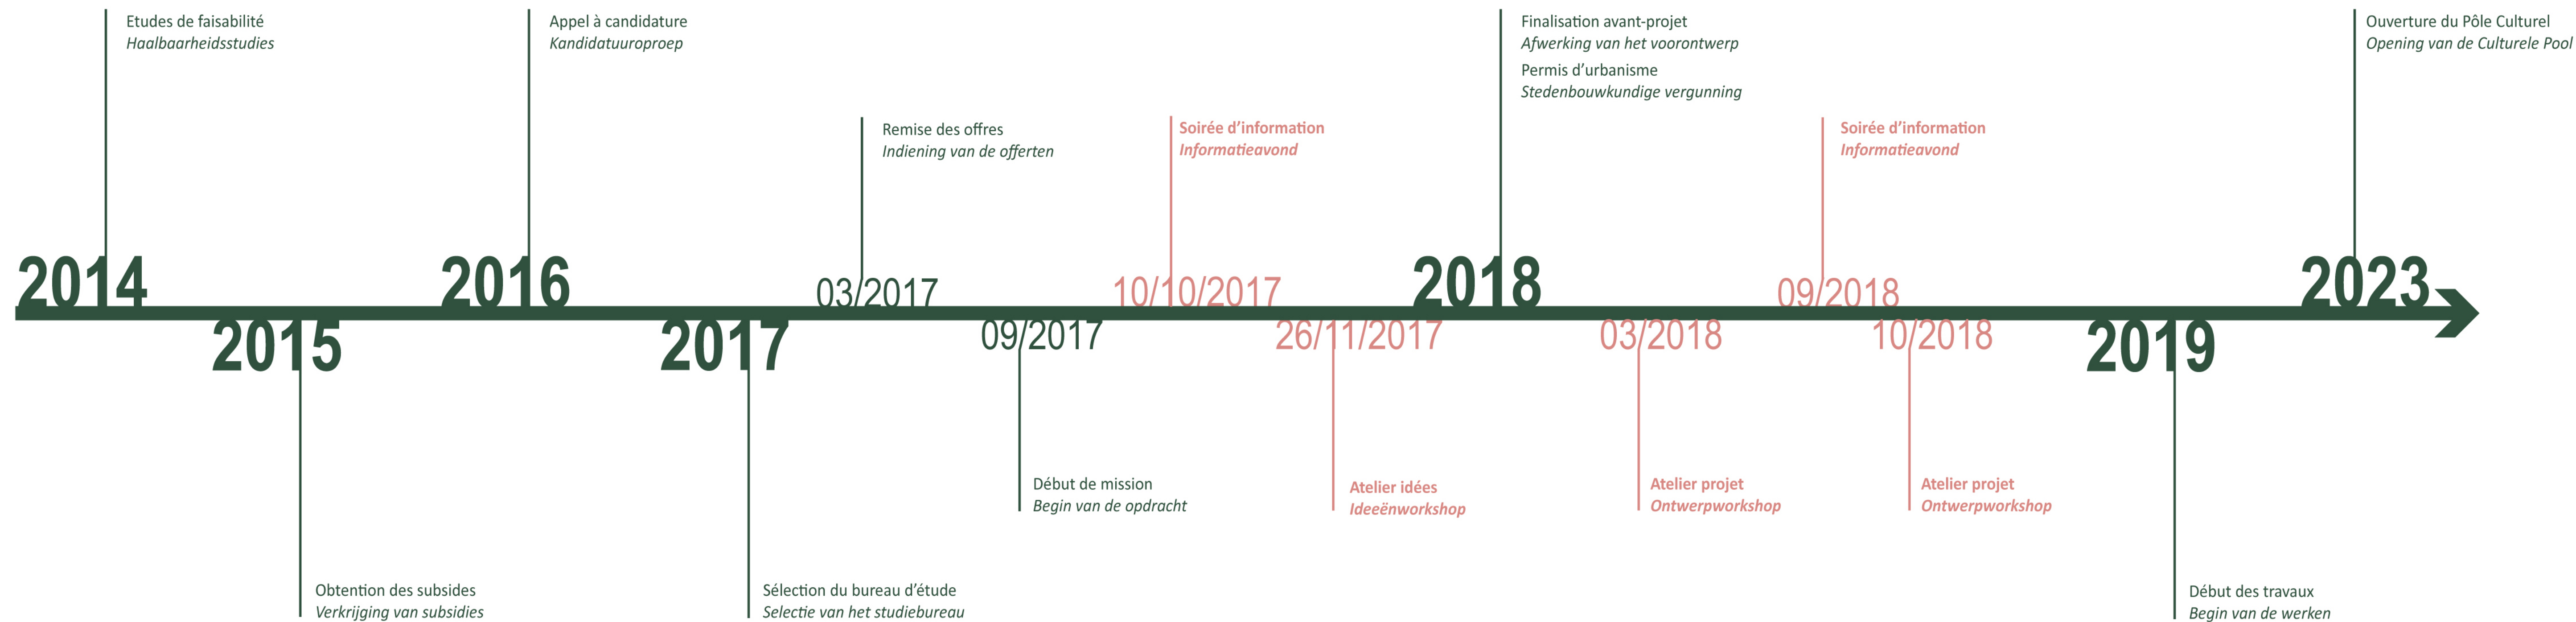 2014
Etudes de faisabilité
Haalbaarheidsstudies
2015
Obtention des subsides
Verkrijging van subsidies
2016
Appel à candidature
Kandidatuuroproep
2017
Sélection du bureau d’étude
Selectie van het studiebureau
03/2017
Remise des offres
Indiening van de offerten
09/2017
Début de mission
Begin van de opdracht
10/10/2017
Soirée d’information
Informatieavond
26/11/2017
Atelier idées
Ideeënworkshop
2018
Finalisation avant-projet
Afwerking van het voorontwerp
Permis d’urbanisme
Stedenbouwkundige vergunning
03/2018
Atelier projet
Ontwerpworkshop
09/2018
Soirée d’information
Informatieavond
10/2018
Atelier projet
Ontwerpworkshop
2019
Début des travaux
Begin van de werken
2023
Ouverture du Pôle Culturel
Opening van de Culturele Pool